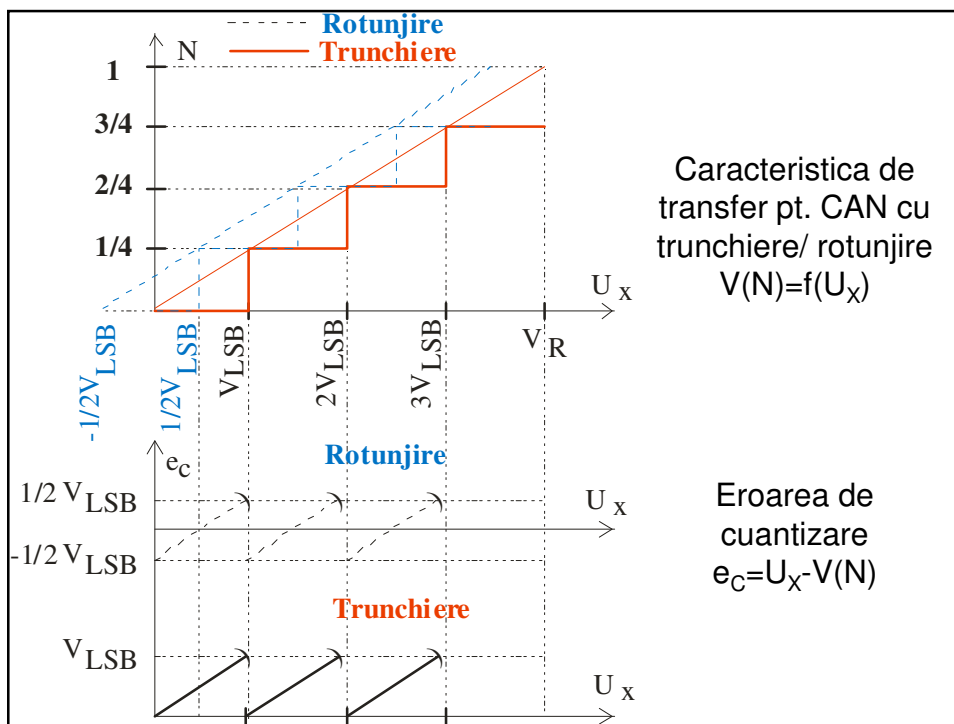 Rotunjire
Trunchiere
N
1
3/4
2/4
1/4
U x
-1/2VLSB
1/2VLSB
VLSB
2VLSB
3VLSB
VR
Caracteristica de
transfer pt. CAN cu
trunchiere/ rotunjire
V(N)=f(UX)
ec
Rotunjire
1/2 VLSB
-1/2 VLSB
U x
Eroarea de
cuantizare
eC=UX-V(N)
Trunchiere
VLSB
U x